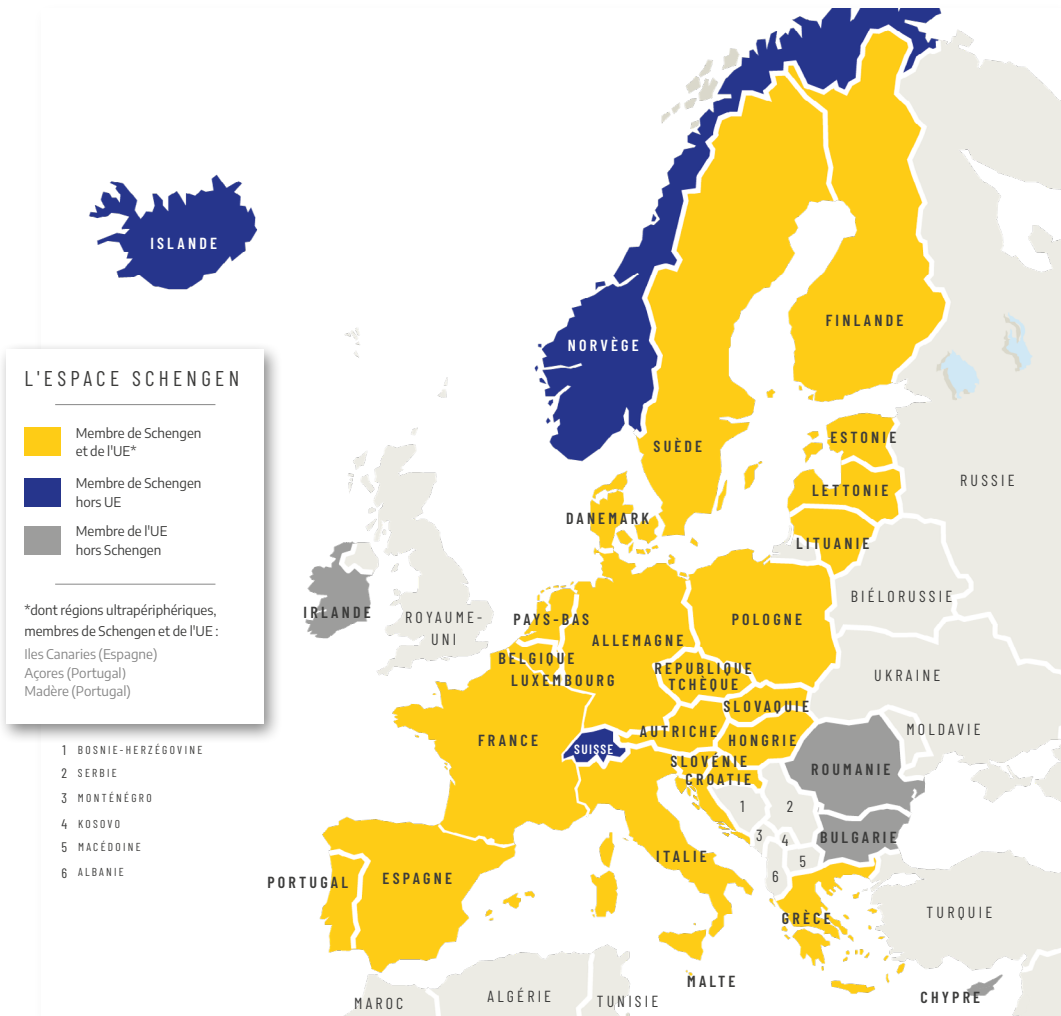 ISLANDE
NORVÈGE
FINLANDE
SUÈDE
ESTONIE
LETTONIE
LITUANIE
RUSSIE
DANEMARK
L'ESPACE SCHENGEN
Membre de Schengen
et de l'UE*
Membre de Schengen
hors UE
Membre de l'UE
hors Schengen
*dont régions ultrapériphériques,
membres de Schengen et de l'UE :
Iles Canaries (Espagne)
Açores (Portugal)
Madère (Portugal)
1 BOSNIE-HERZÉGOVINE
2 SERBIE
3 MONTÉNÉGRO
4 KOSOVO
5 MACÉDOINE
6 ALBANIE
IRLANDE
ROYAUME-
UNI
PAYS-BAS
BELGIQUE
LUXEMBOURG
ALLEMAGNE
POLOGNE
BIÉLORUSSIE
REPUBLIQUE
TCHÈQUE
SLOVAQUIE
UKRAINE
MOLDAVIE
FRANCE
SUISSE
AUTRICHE
HONGRIE
SLOVÉNIE
CROATIE
ROUMANIE
BULGARIE
1
2
3
4
5
6
ITALIE
PORTUGAL
ESPAGNE
GRÈCE
TURQUIE
MALTE
CHYPRE
MAROC
ALGÉRIE
TUNISIE